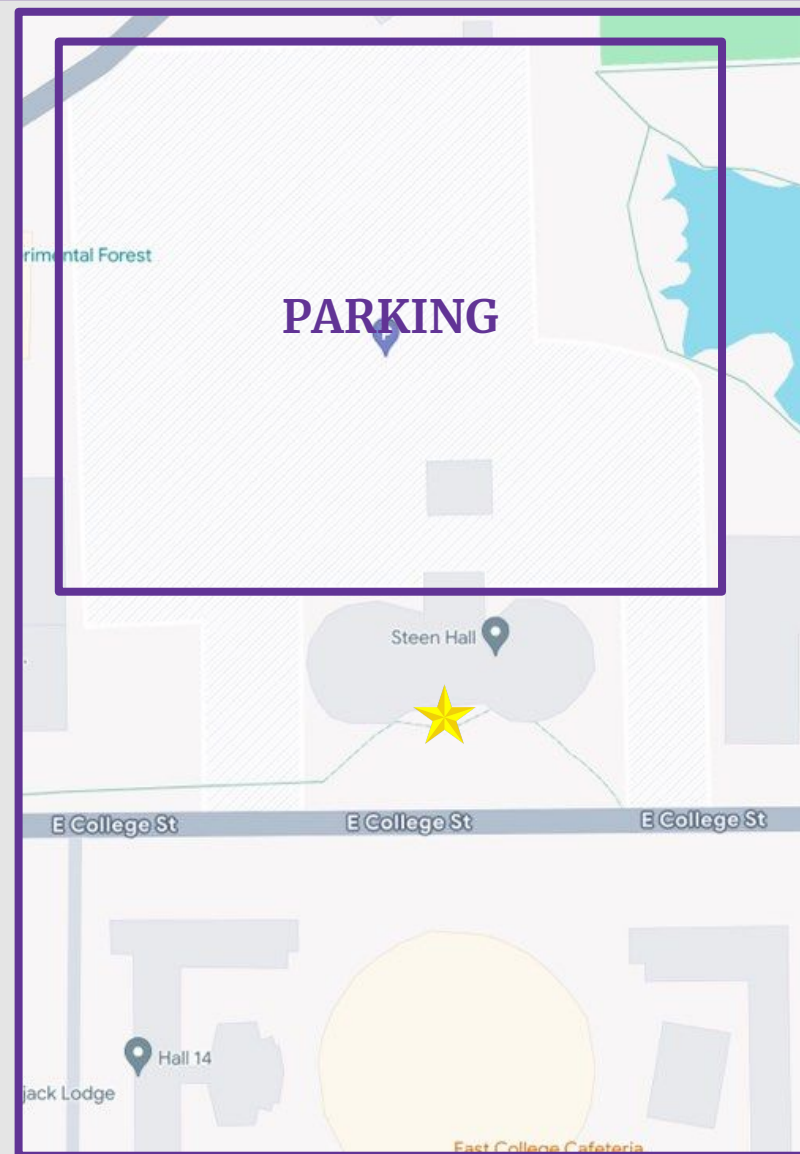 rimental Forest
PARKING
P
Steen Hall
E College St E College St E College St
Hall 14
jack Lodge
East College Cafeteria